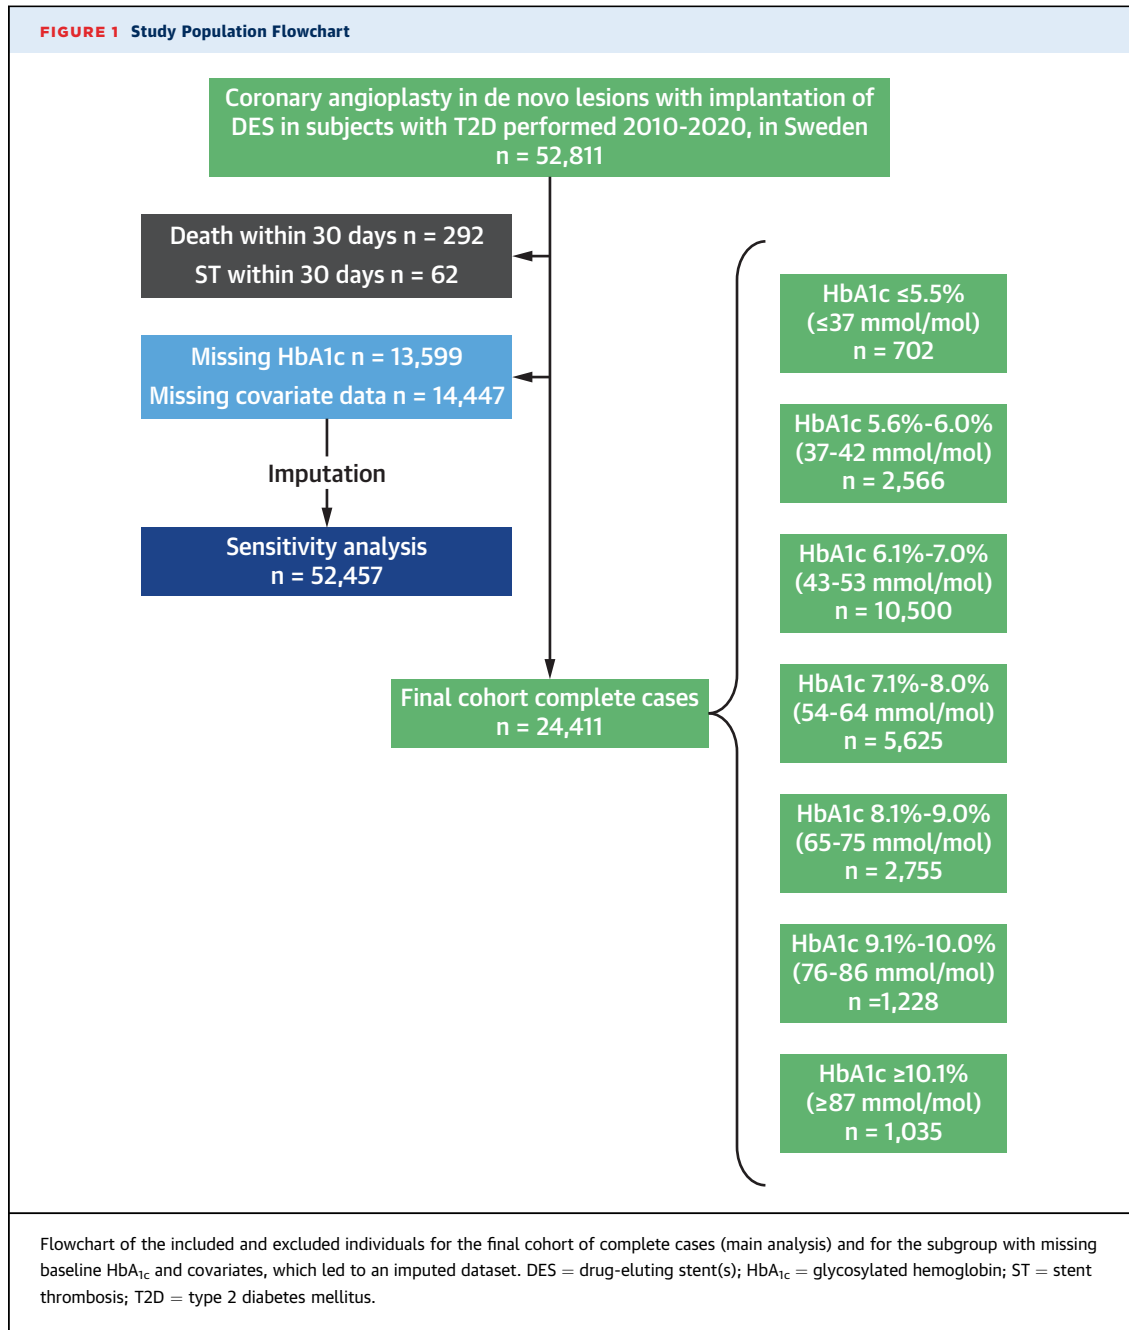 FIGURE 1 Study Population Flowchart
Coronary angioplasty in de novo lesions with implantation of
DES in subjects with T2D performed 2010-2020, in Sweden
n = 52,811
Death within 30 days n = 292
ST within 30 days n = 62
Missing HbA1c n = 13,599
Missing covariate data n = 14,447
Imputation
Sensitivity analysis
n = 52,457
Final cohort complete cases
n = 24,411
HbA1c ≤5.5%
(≤37 mmol/mol)
n = 702
HbA1c 5.6%-6.0%
(37-42 mmol/mol)
n = 2,566
HbA1c 6.1%-7.0%
(43-53 mmol/mol)
n = 10,500
HbA1c 7.1%-8.0%
(54-64 mmol/mol)
n = 5,625
HbA1c 8.1%-9.0%
(65-75 mmol/mol)
n = 2,755
HbA1c 9.1%-10.0%
(76-86 mmol/mol)
n =1,228
HbA1c ≥10.1%
(≥87 mmol/mol)
n = 1,035
Flowchart of the included and excluded individuals for the final cohort of complete cases (main analysis) and for the subgroup with missing
baseline HbA1c and covariates, which led to an imputed dataset. DES = drug-eluting stent(s); HbA1c = glycosylated hemoglobin; ST = stent
thrombosis; T2D = type 2 diabetes mellitus.